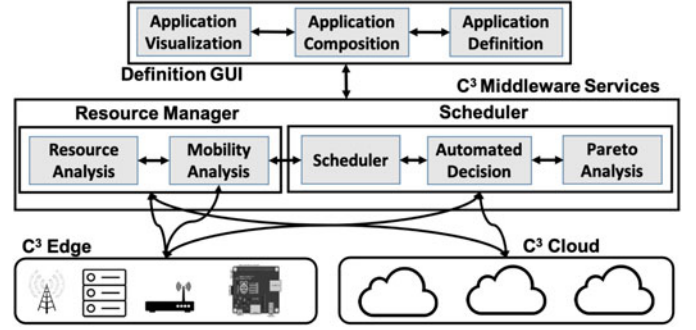 Application
Visualization
Application
Composition
Application
Definition
Definition GUI
C³ Middleware Services
Resource Manager
Scheduler
Resource
Analysis
Mobility
Analysis
Scheduler
Automated
Decision
Pareto
Analysis
C³ Edge
C³ Cloud